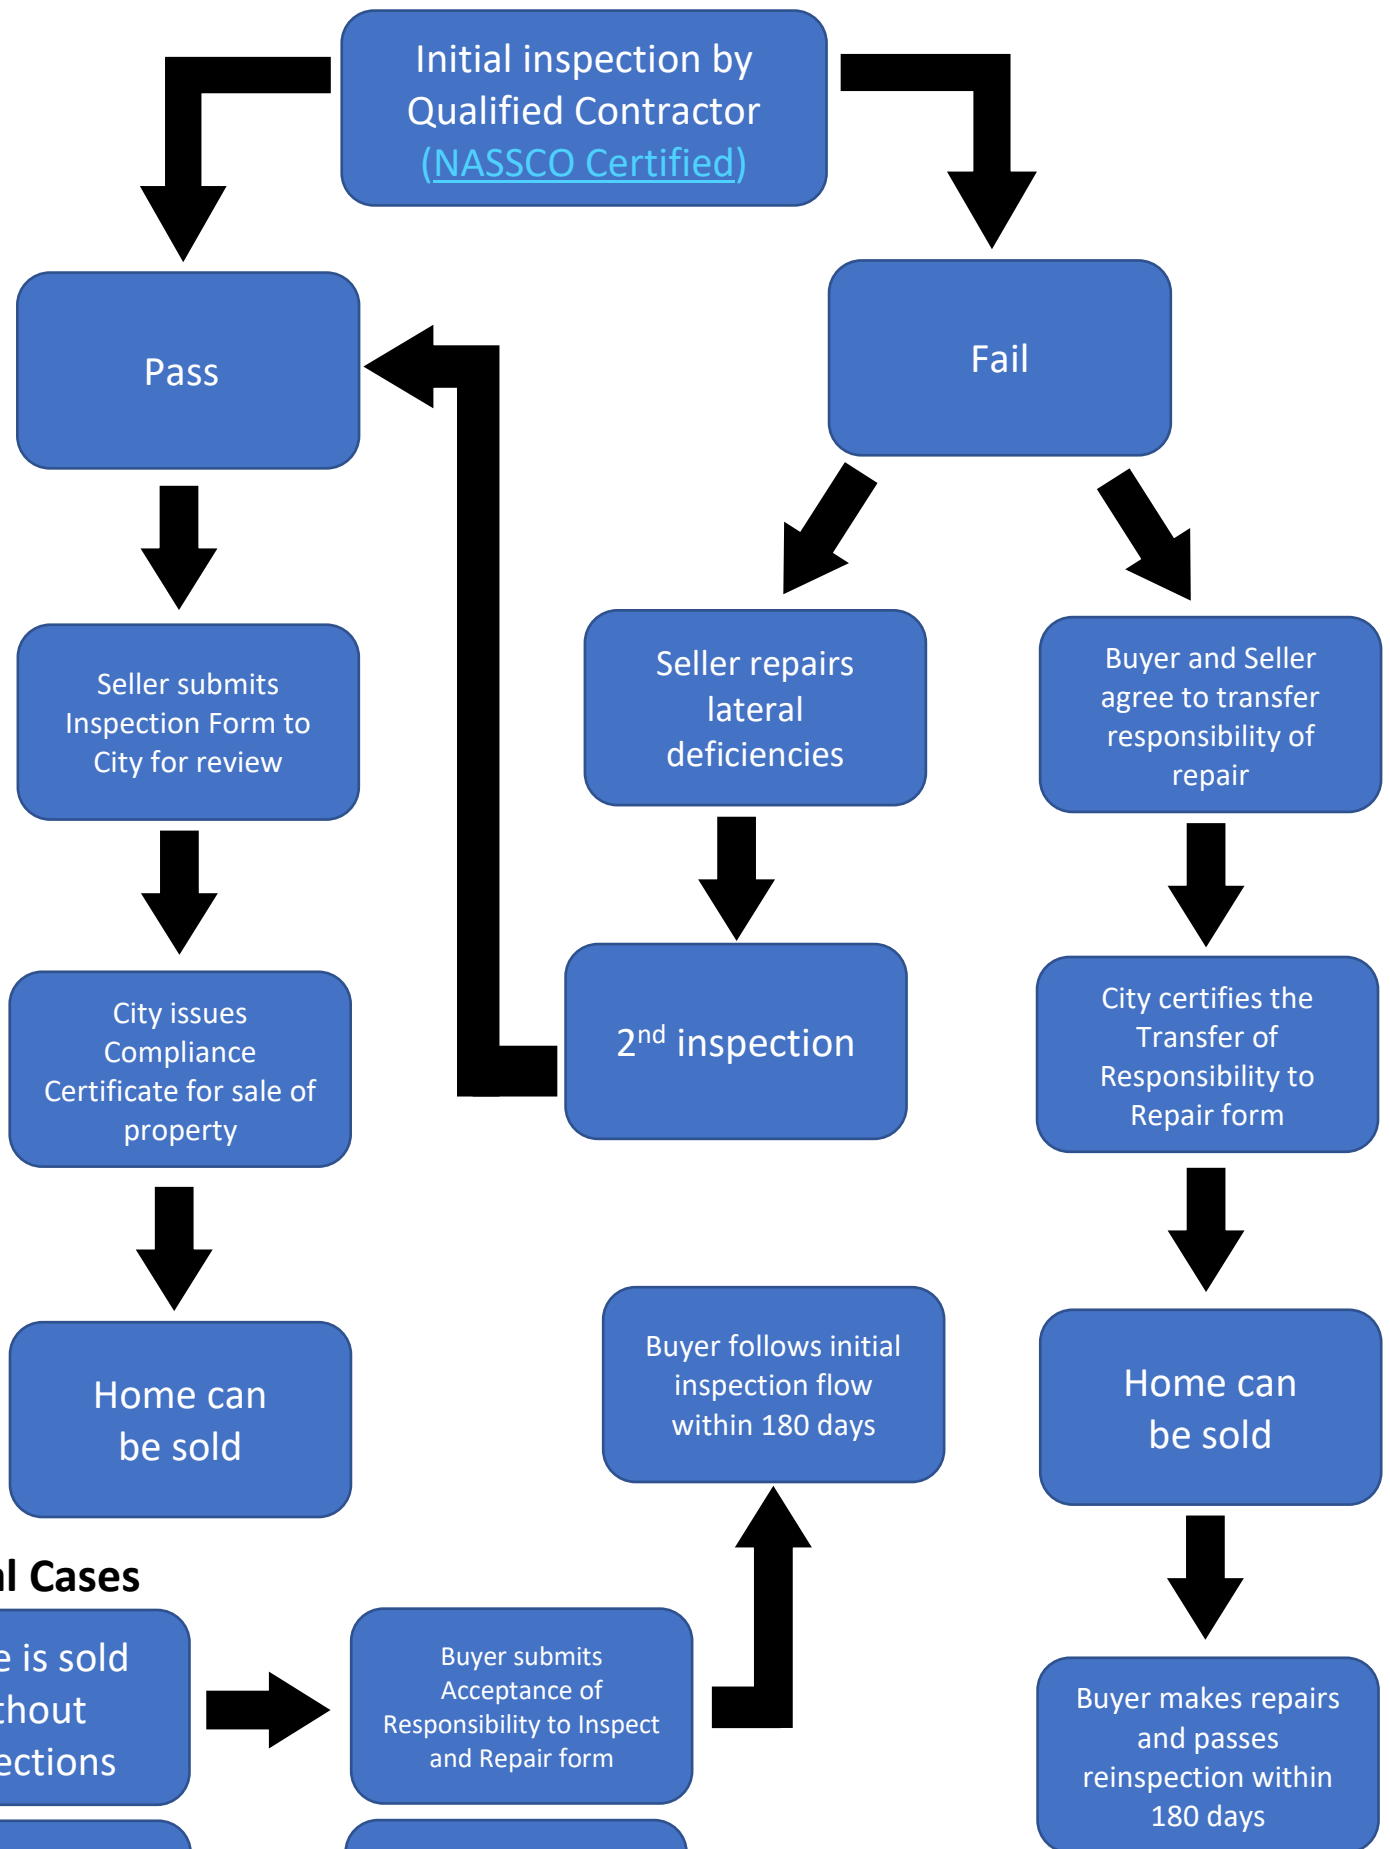 Initial inspection by
Qualified Contractor
(NASSCO Certified)
Pass
Fail
Seller submits
Inspection Form to
City for review
Seller repairs
lateral
deficiencies
Buyer and Seller
agree to transfer
responsibility of
repair
City issues
Compliance
Certificate for sale of
property
2nd inspection
City certifies the
Transfer of
Responsibility to
Repair form
Home can
be sold
Buyer follows initial
inspection flow
within 180 days
Home can
be sold
Cases
is sold
Buyer submits
Acceptance of
Responsibility to Inspect
and Repair form
Buyer makes repairs
and passes
reinspection within
180 days